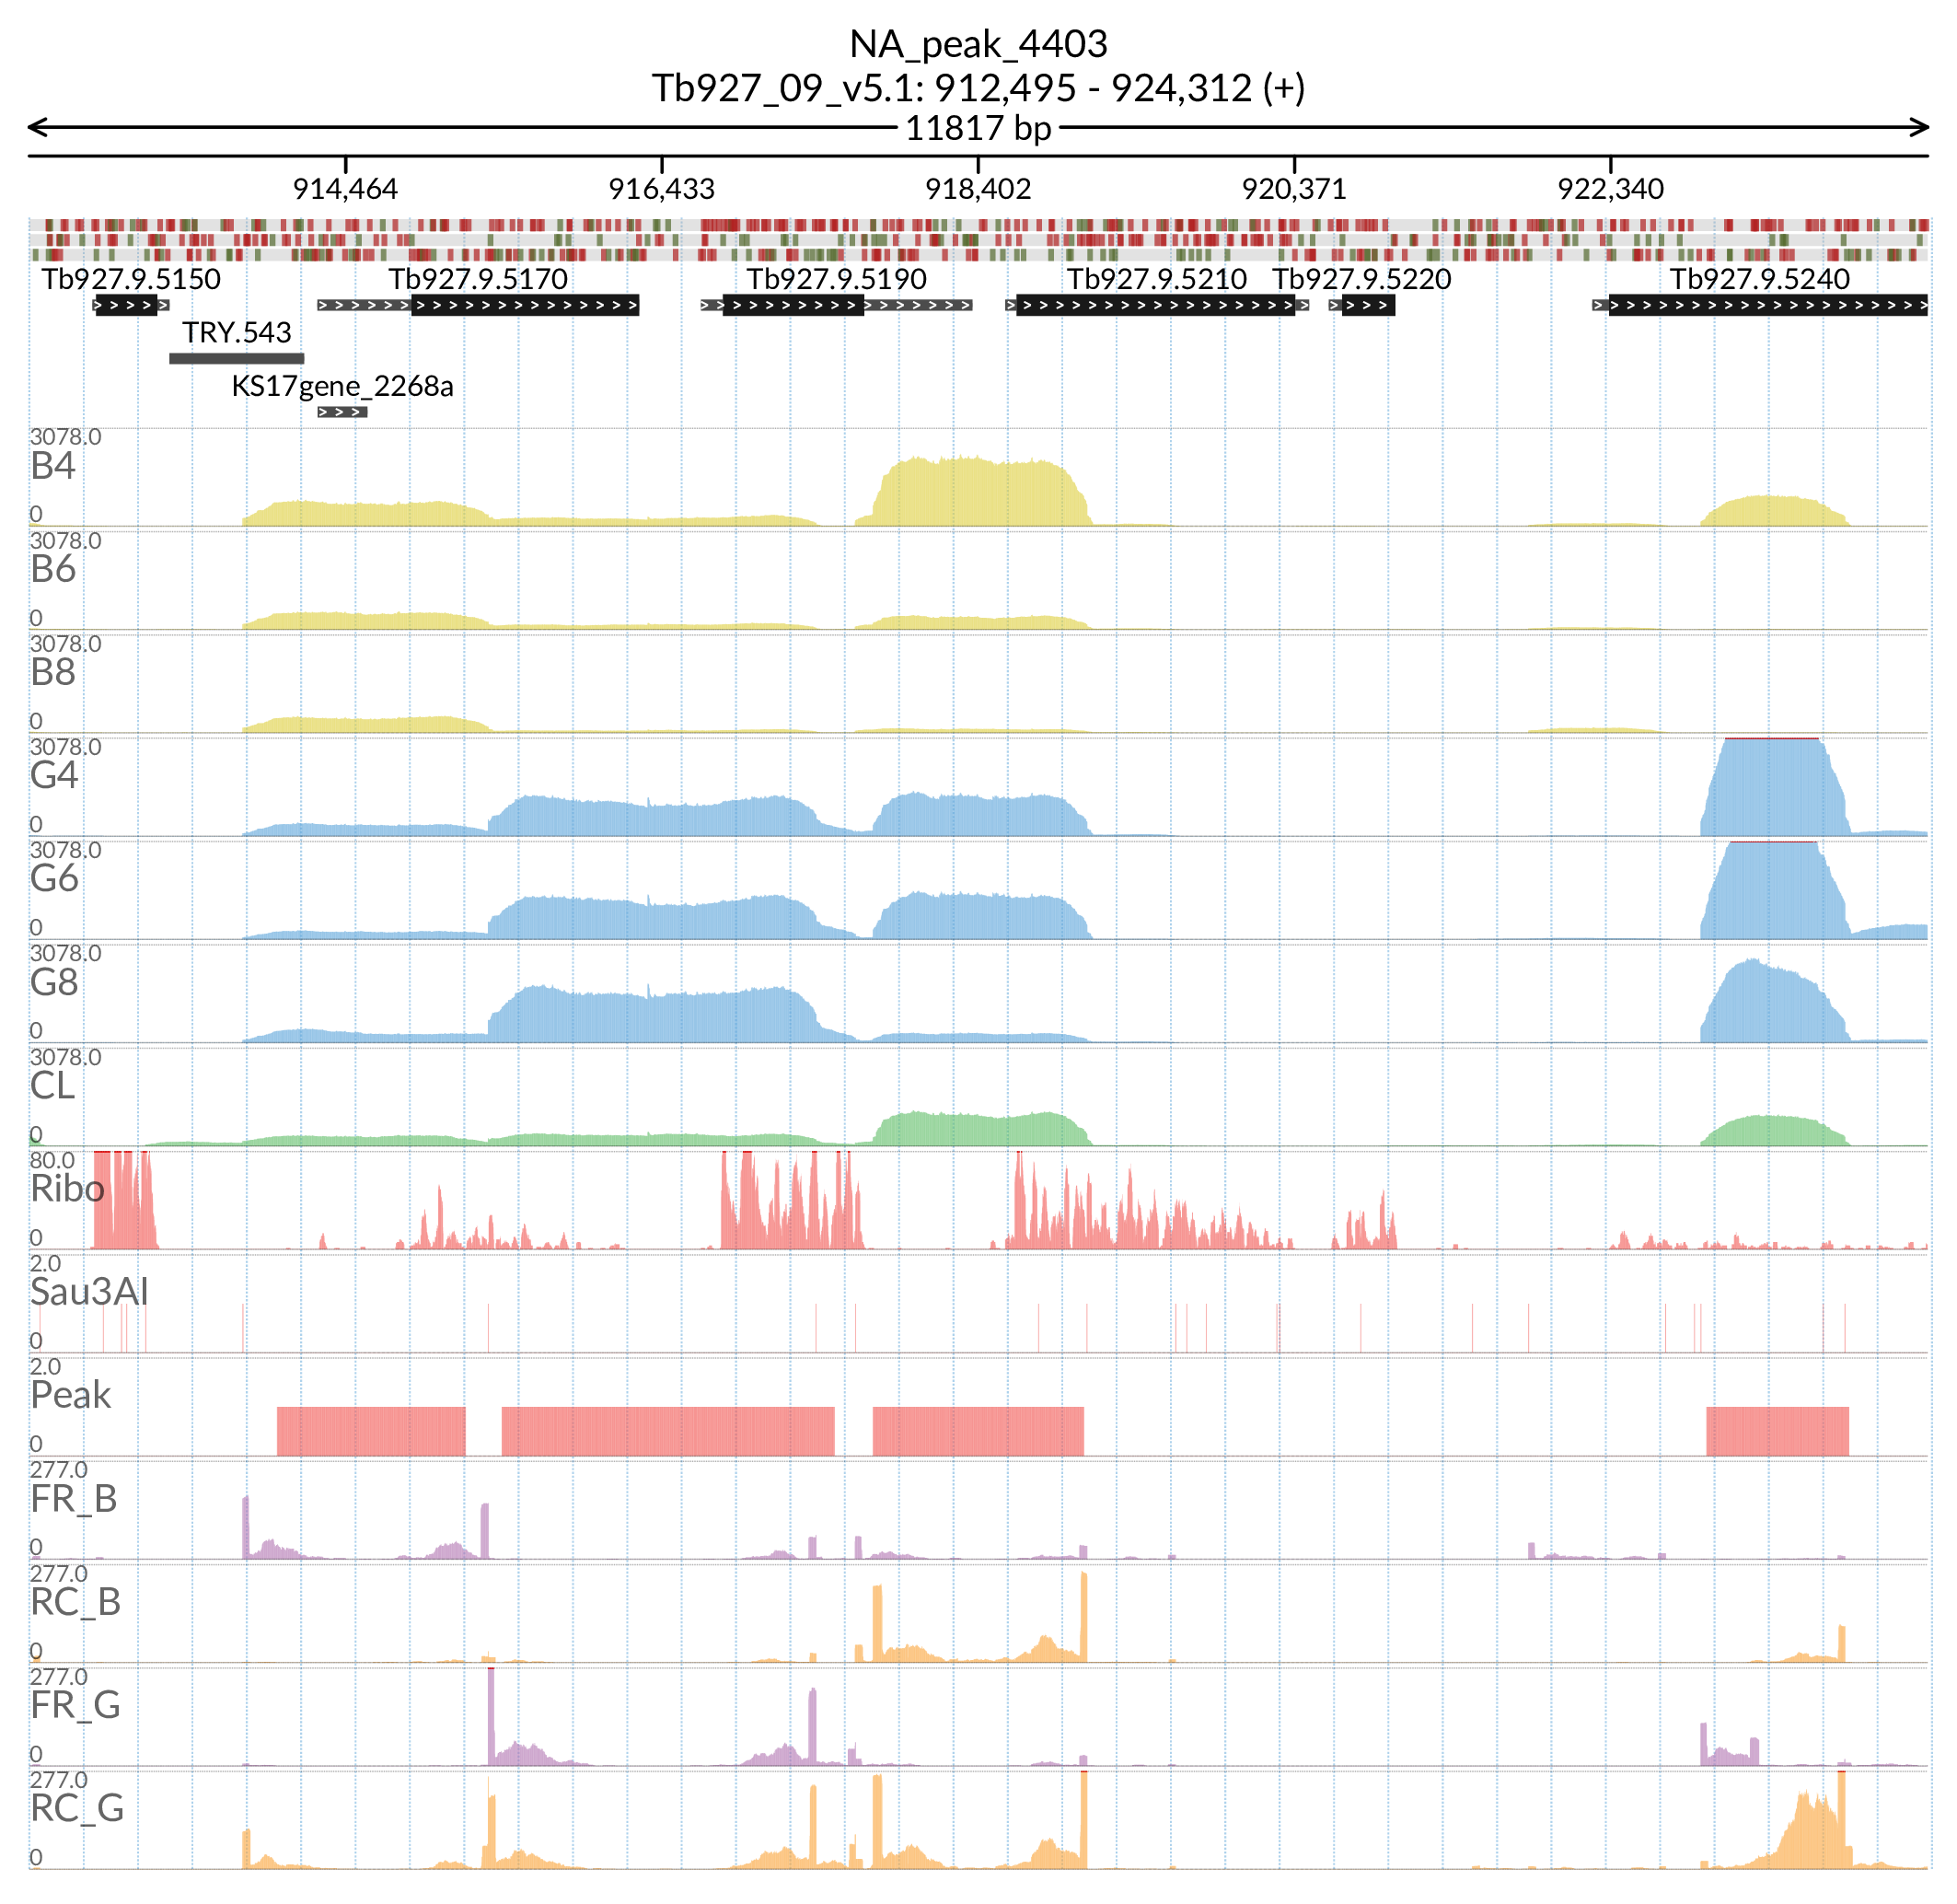 NA_peak_4403
Tb927_09_v5.1: 912,495 - 924,312 (+)
11817 bp
914,464 916,433 918,402 920,371 922,340
Tb927.9.5150 Tb927.9.5170 Tb927.9.5190 Tb927.9.5210 Tb927.9.5220 Tb927.9.5240
TRY.543
KS17gene_2268a
3078.0
B4
0
3078.0
B6
0
3078.0
B8
0
3078.0
G4
0
3078.0
G6
0
3078.0
G8
0
3078.0
CL
0
80.0
Ribo
0
2.0
Sau3AI
0
2.0
Peak
0
277.0
FR_B
0
277.0
RC_B
0
277.0
FR_G
0
277.0
RC_G
0